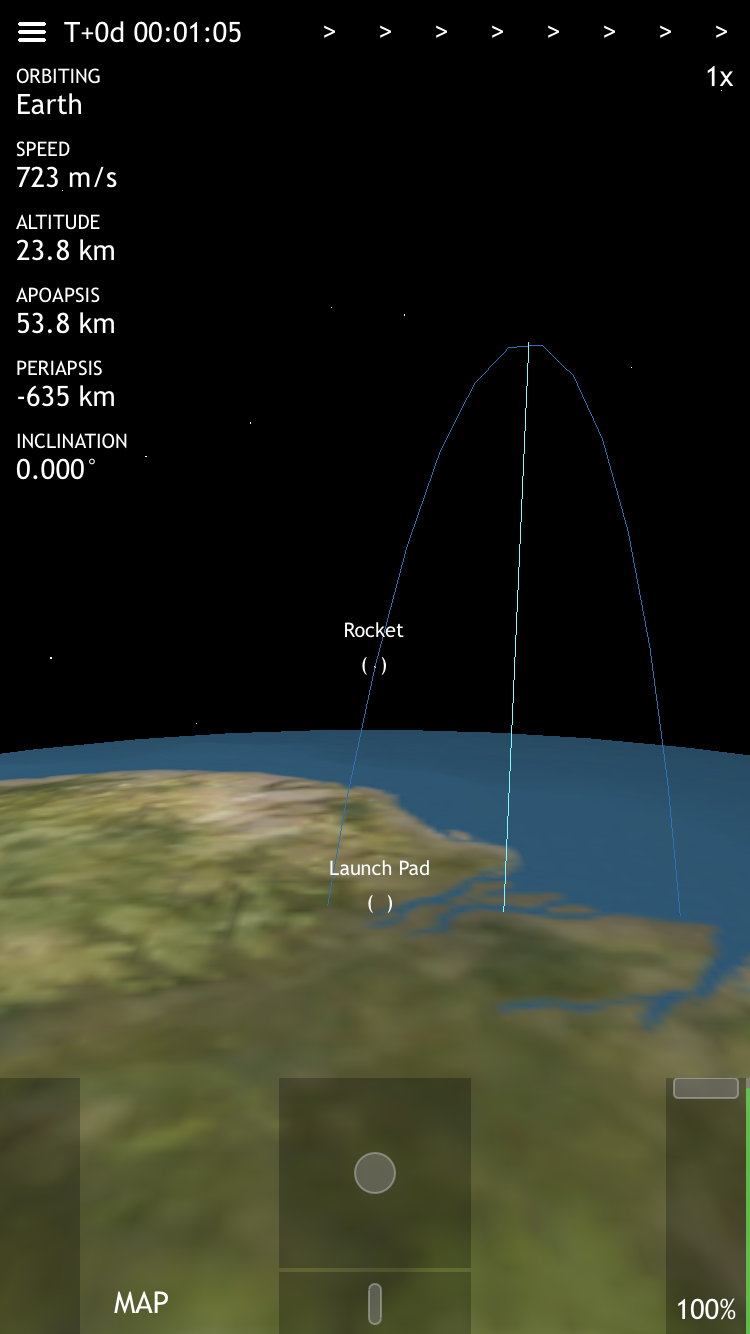 T+0d 00:01:05 > > > > > > > >
1x
ORBITING
Earth
SPEED
723 m/s
ALTITUDE
23.8 km
APOAPSIS
53.8 km
PERIAPSIS
-635 km
INCLINATION
0.000°
Rocket
( )
Launch Pad
( )
MAP
100%